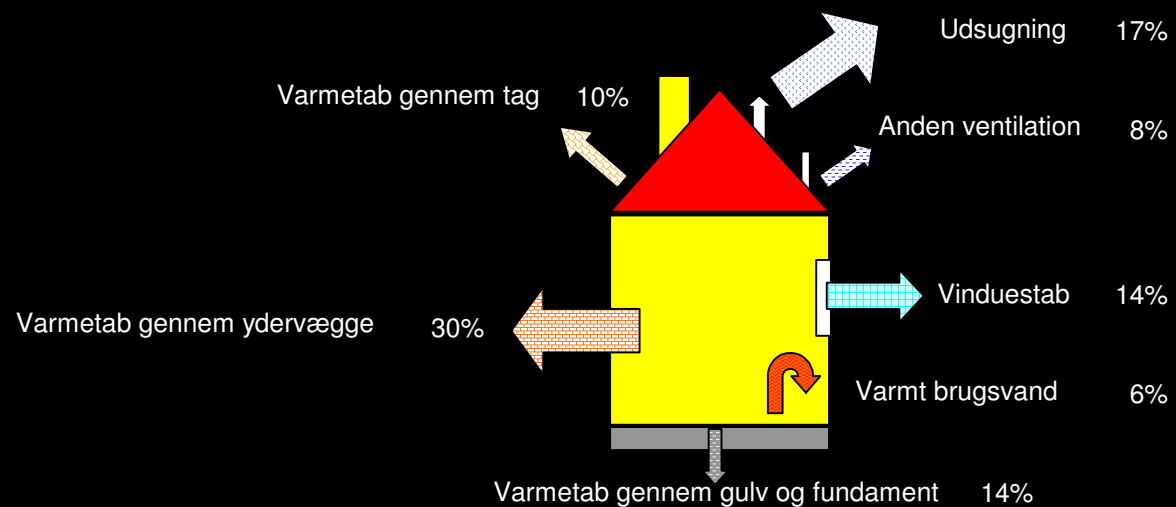 Udsugning 17%
Varmetab gennem tag 10%
Anden ventilation 8%
Vinduestab 14%
Varmetab gennem ydervægge 30%
Varmt brugsvand 6%
Varmetab gennem gulv og fundament 14%